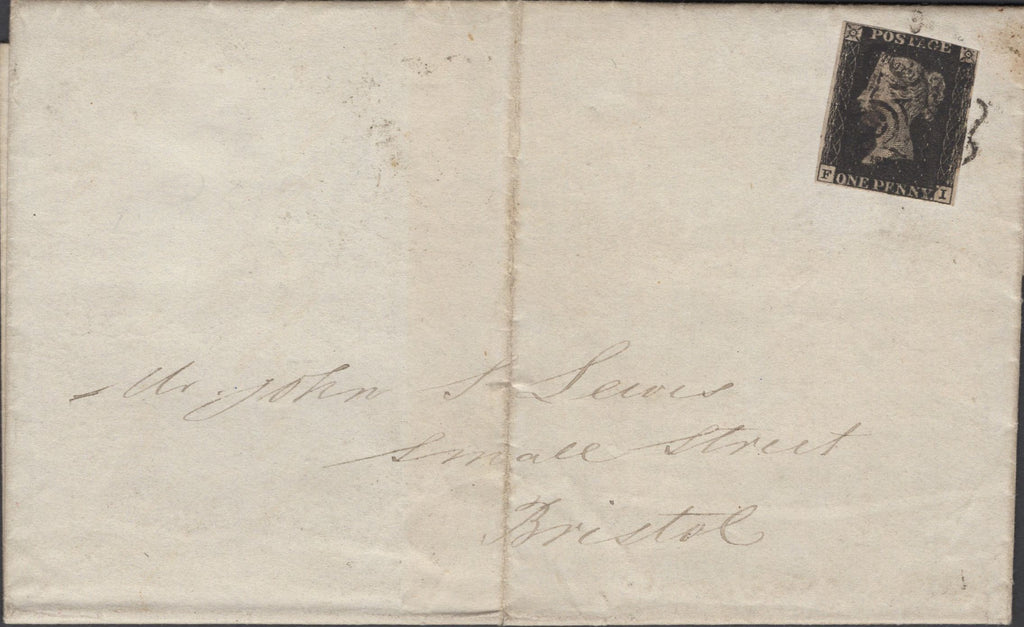 POSTAGE
F ONE PENNY. I
Mr. John S Lewis
Small Street
Bristol